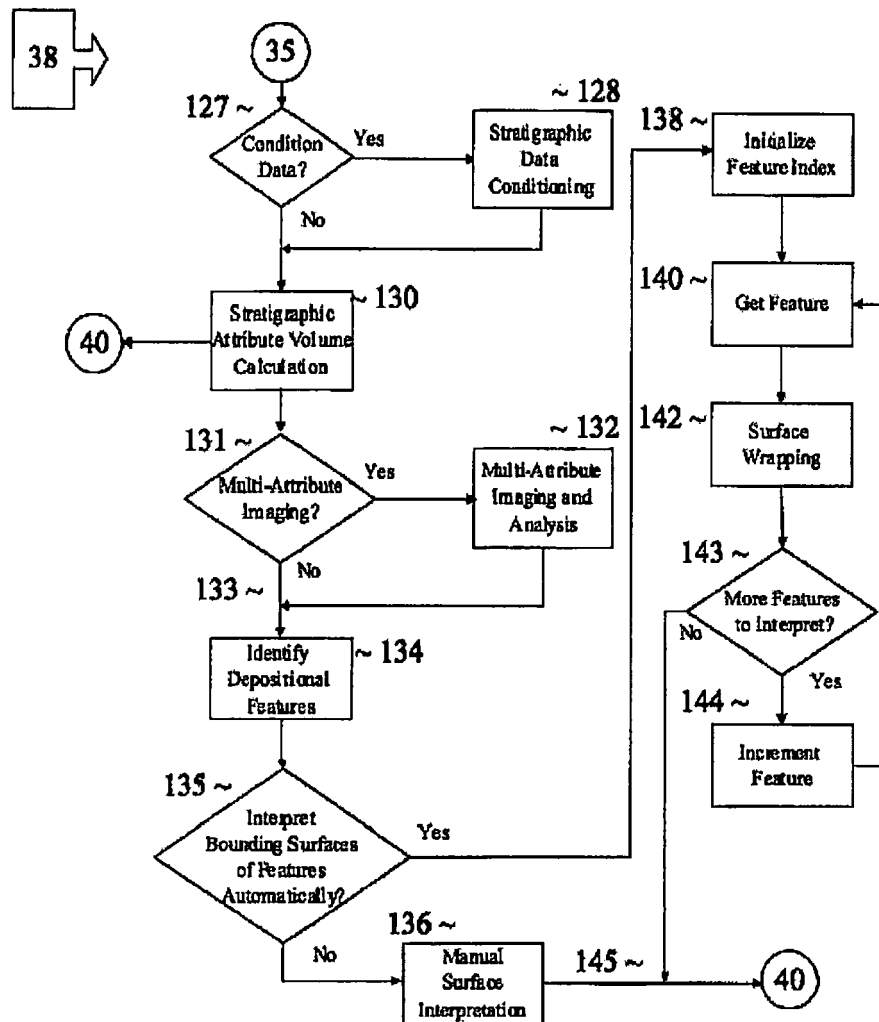 38
35
127 ~
Condition
Data?
Yes
No
~ 128
Stratigraphic
Data
Conditioning
~ 130
Stratigraphic
Attribute Volume
Calculation
40
131 ~
Multi-Attribute
Imaging?
Yes
No
~ 132
Multi-Attribute
Imaging and
Analysis
133 ~
Identify
Depositional
Features
~ 134
135 ~
Interpret
Bounding Surfaces
of Features
Automatically?
Yes
No
136 ~
Manual
Surface
Interpretation
138 ~
Initialize
Feature Index
140 ~
Get Feature
142 ~
Surface
Wrapping
143 ~
More Features
to Interpret?
No
Yes
144 ~
Increment
Feature
145 ~
40